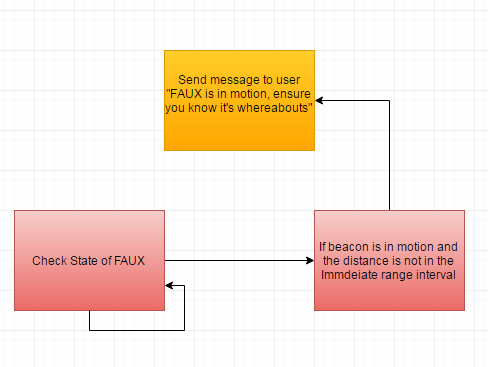 Send message to user
"FAUX is in motion, ensure
you know it's whereabouts"
Check State of FAUX
If beacon is in motion and
the distance is not in the
Immdeiate range interval